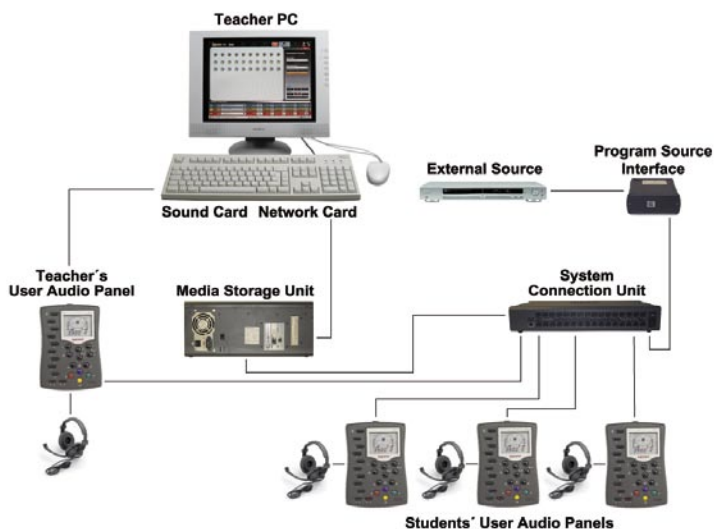 Teacher PC
External Source
Program Source
Interface
Sound Card Network Card
Teacher´s
User Audio Panel
Media Storage Unit
System
Connection Unit
Students´ User Audio Panels